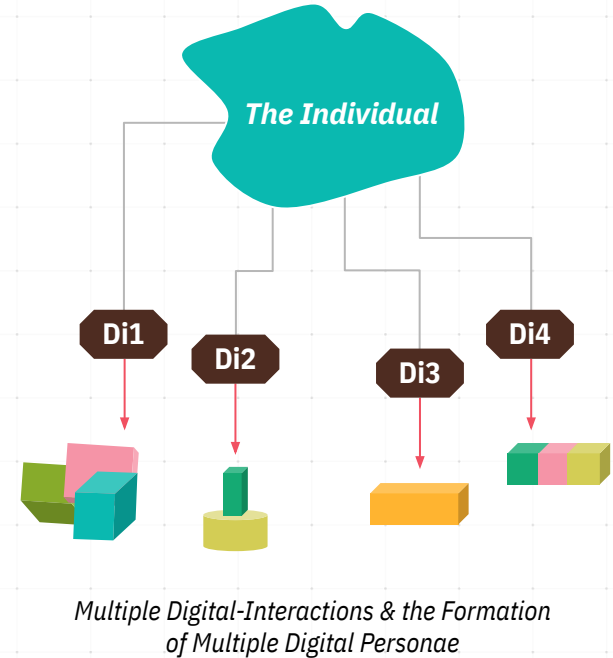 The Individual
Di1
Di2
Di3
Di4
Multiple Digital-Interactions & the Formation
of Multiple Digital Personae